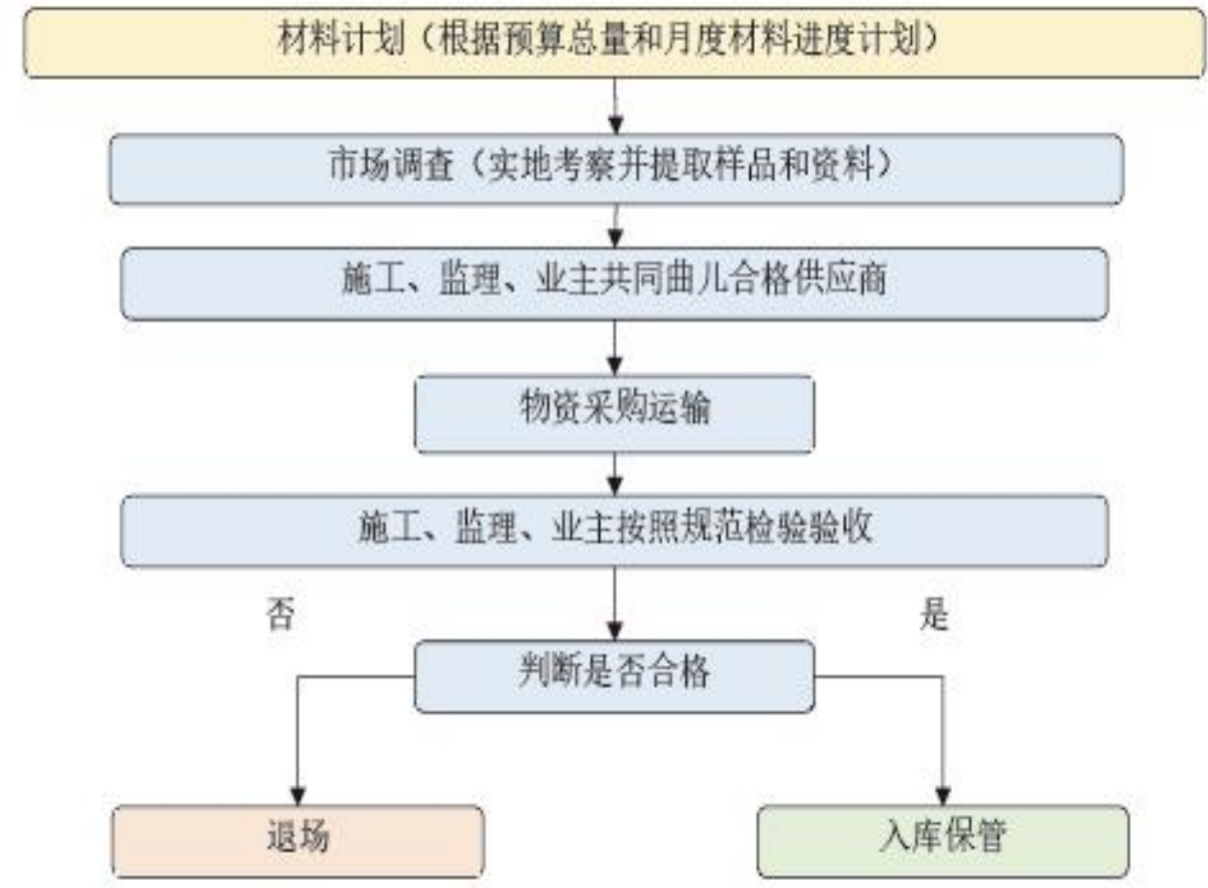 材料计划（根据预算总量和月度材料进度计划）
市场调查（实地考察并提取样品和资料）
施工、监理、业主共同曲儿合格供应商
物资采购运输
施工、监理、业主按照规范检验验收
否
是
判断是否合格
退场
入库保管